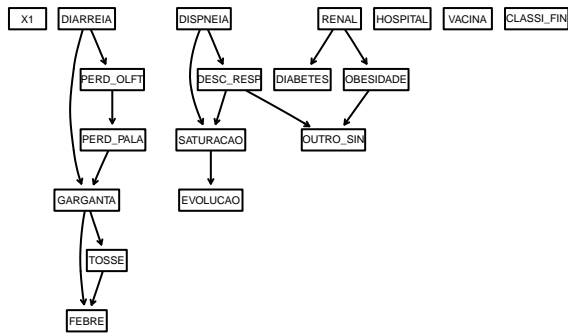 X1 DIARREIA DISPNEIA RENAL HOSPITAL VACINA CLASSI_FIN
PERD_OLFT DESC_RESP DIABETES OBESIDADE
PERD_PALA SATURACAO OUTRO_SIN
GARGANTA EVOLUCAO
TOSSE
FEBRE